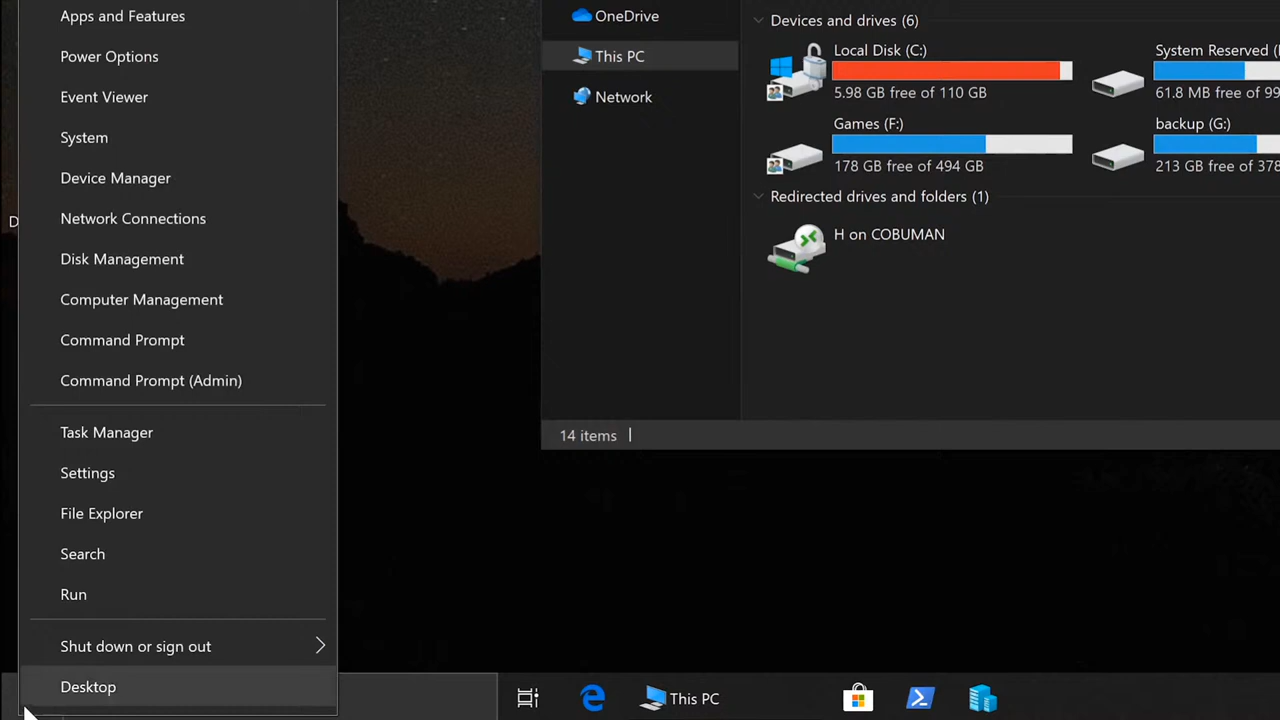 Apps and Features
Power Options
Event Viewer
System
Device Manager
Network Connections
Disk Management
Computer Management
Command Prompt
Command Prompt (Admin)
Task Manager
Settings
File Explorer
Search
Run
Shut down or sign out
Desktop
D
OneDrive
This PC
Network
Devices and drives (6)
Local Disk (C:)
5.98 GB free of 110 GB
System Reserved (
61.8 MB free of 99
Games (F:)
178 GB free of 494 GB
backup (G:)
213 GB free of 378
Redirected drives and folders (1)
H on COBUMAN
14 items
This PC